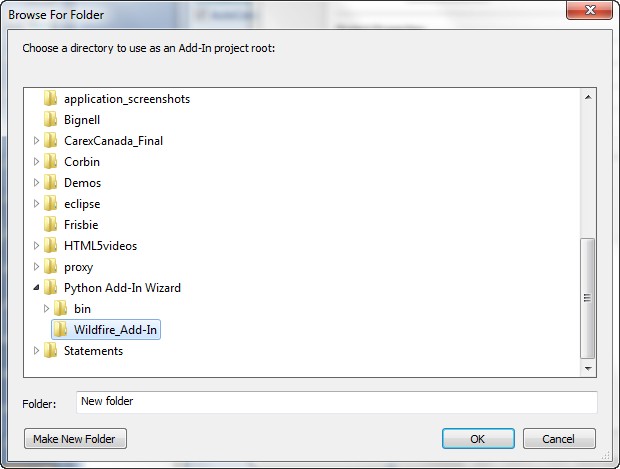 Browse For Folder
Choose a directory to use as an Add-In project root:
application_screenshots
Bignell
CarexCanada_Final
Corbin
Demos
eclipse
Frisbie
HTML5videos
proxy
Python Add-In Wizard
bin
Wildfire_Add-In
Statements
Folder: New folder
Make New Folder OK Cancel